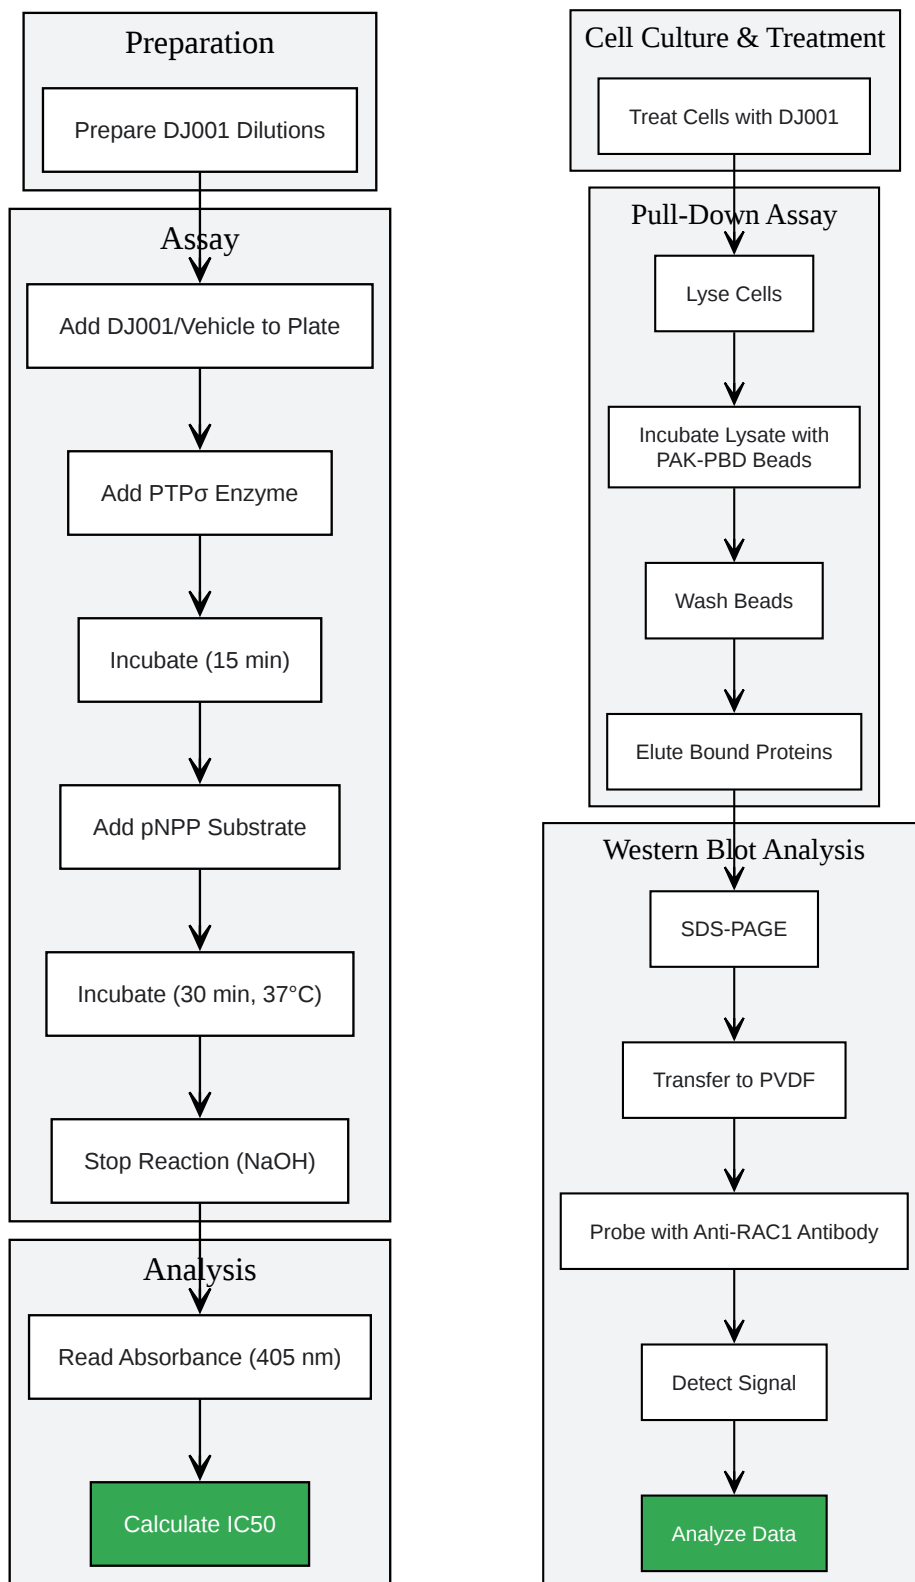 Preparation
Prepare DJ001 Dilutions
Assay
Add DJ001/Vehicle to Plate
Add PTPσ Enzyme
Incubate (15 min)
Add pNPP Substrate
Incubate (30 min, 37°C)
Stop Reaction (NaOH)
Analysis
Read Absorbance (405 nm)
Calculate IC50
Cell Culture & Treatment
Treat Cells with DJ001
Pull-Down Assay
Lyse Cells
Incubate Lysate with
PAK-PBD Beads
Wash Beads
Elute Bound Proteins
Western Blot Analysis
SDS-PAGE
Transfer to PVDF
Probe with Anti-RAC1 Antibody
Detect Signal
Analyze Data